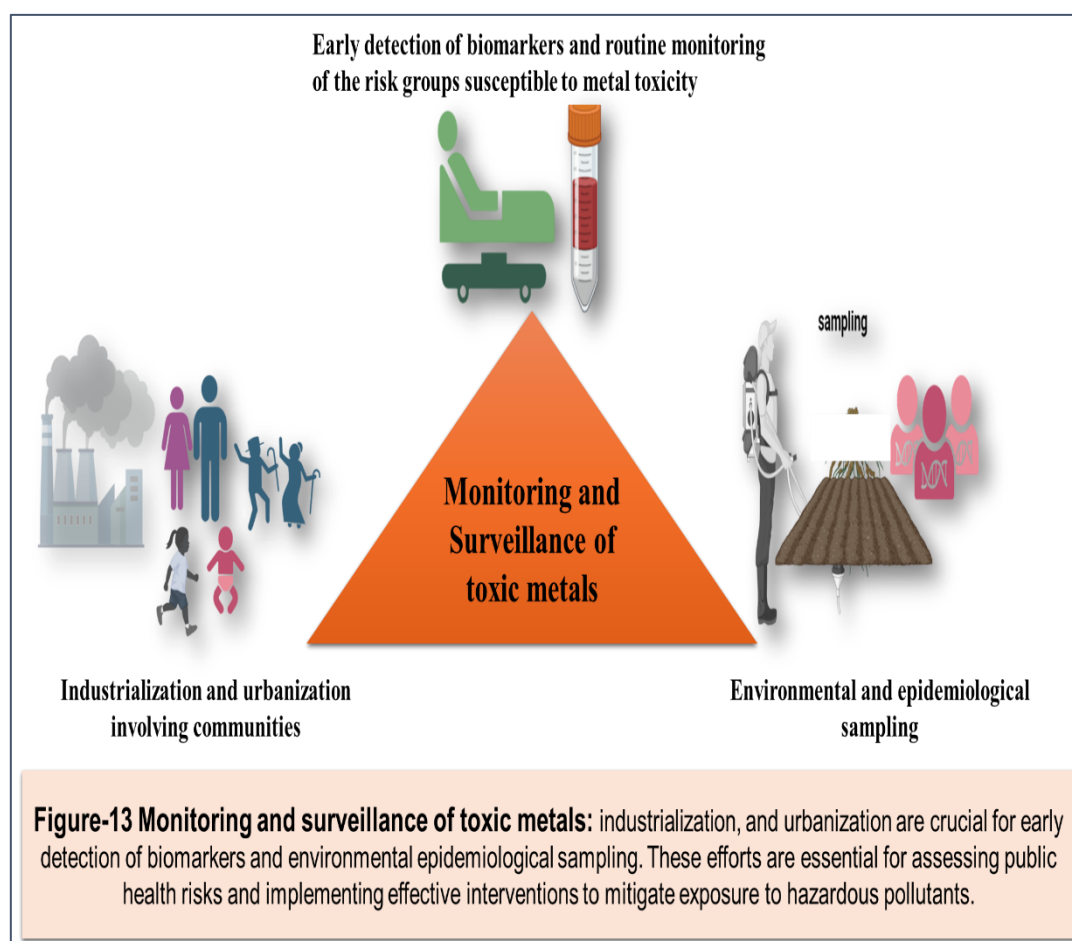 Early detection of biomarkers and routine monitoring
of the risk groups susceptible to metal toxicity
sampling
Monitoring and
Surveillance of
toxic metals
Industrialization and urbanization
involving communities
Environmental and epidemiological
sampling
Figure-13 Monitoring and surveillance of toxic metals: industrialization, and urbanization are crucial for early
detection of biomarkers and environmental epidemiological sampling. These efforts are essential for assessing public
health risks and implementing effective interventions to mitigate exposure to hazardous pollutants.